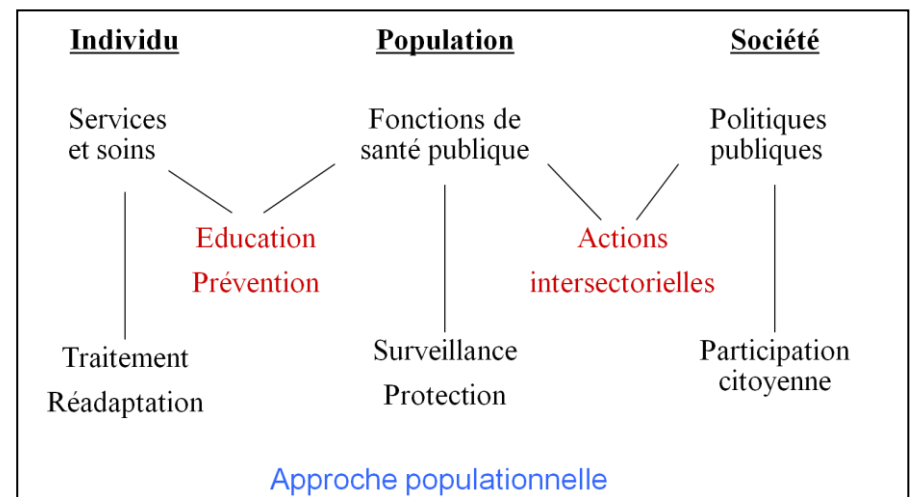 Individu
Population
Société
Services
et soins
Fonctions de
santé publique
Politiques
publiques
Education
Prévention
Actions
intersectorielles
Traitement
Réadaptation
Surveillance
Protection
Participation
citoyenne
Approche populationnelle